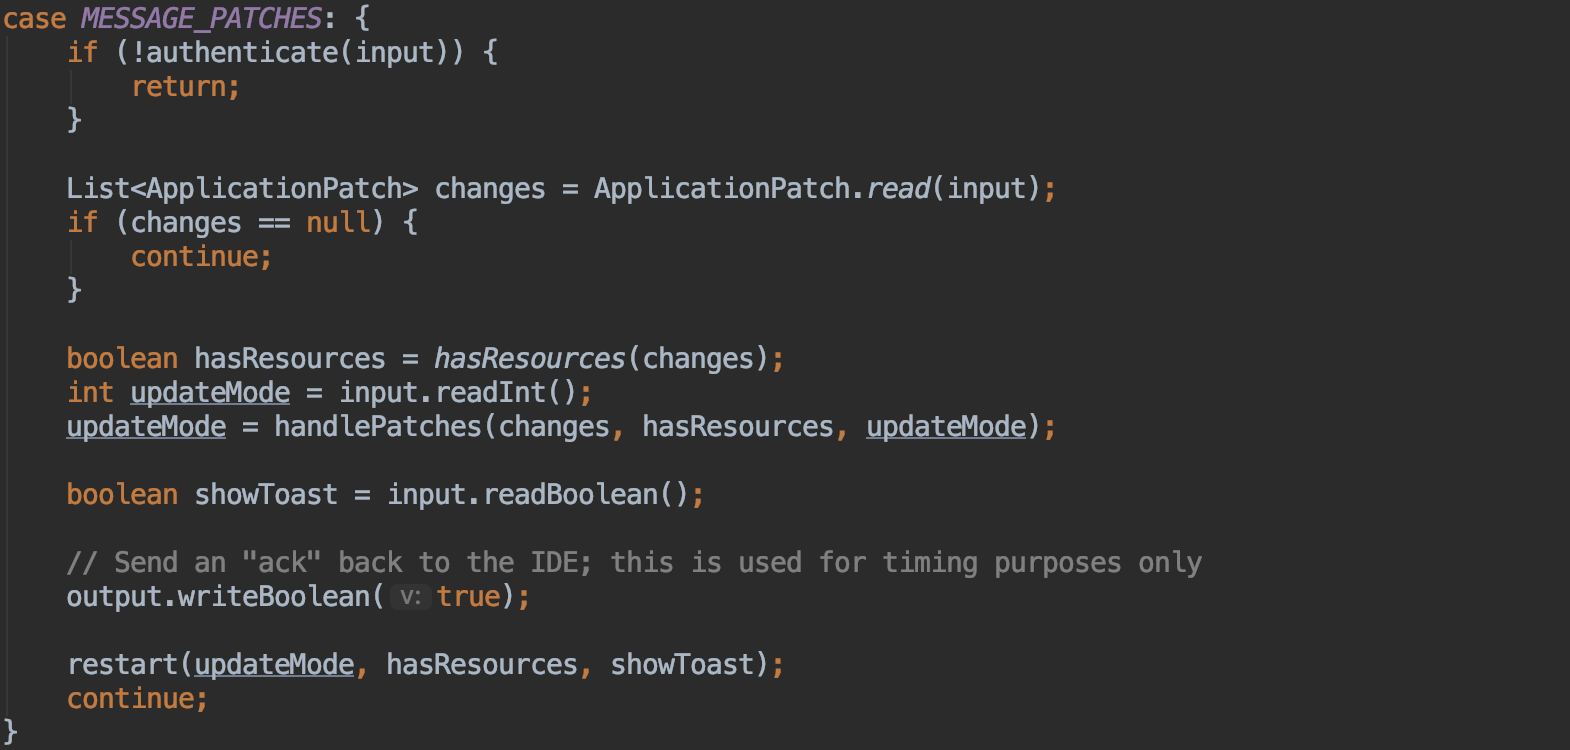 case MESSAGE_PATCHES: {
    if (!authenticate(input)) {
        return;
    }

    List<ApplicationPatch> changes = ApplicationPatch.read(input);
    if (changes == null) {
        continue;
    }

    boolean hasResources = hasResources(changes);
    int updateMode = input.readInt();
    updateMode = handlePatches(changes, hasResources, updateMode);

    boolean showToast = input.readBoolean();

    // Send an "ack" back to the IDE; this is used for timing purposes only
    output.writeBoolean( v: true);

    restart(updateMode, hasResources, showToast);
    continue;
}